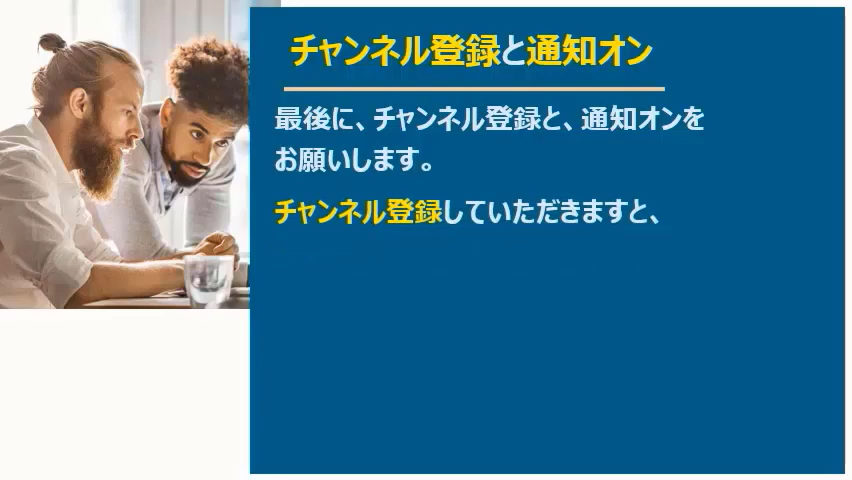 チャンネル登録と通知オン
最後に、チャンネル登録と、通知オンを
お願いします。
チャンネル登録していただきますと、